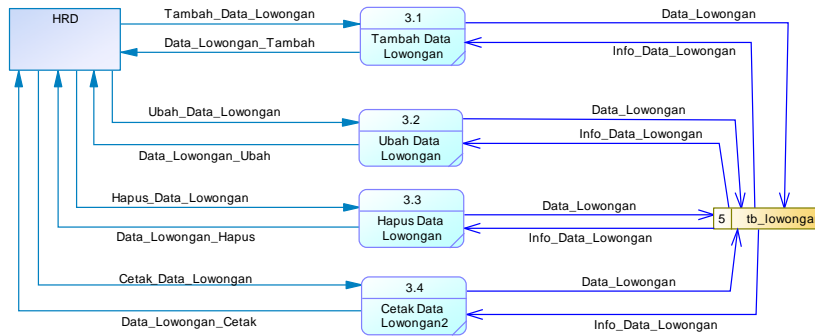 HRD
Tambah_Data_Lowongan
Data_Lowongan_Tambah
3.1
Tambah Data
Lowongan
Data_Lowongan
Info_Data_Lowongan
Ubah_Data_Lowongan
Data_Lowongan_Ubah
3.2
Ubah Data
Lowongan
Data_Lowongan
Info_Data_Lowongan
Hapus_Data_Lowongan
Data_Lowongan_Hapus
3.3
Hapus Data
Lowongan
Data_Lowongan
Info_Data_Lowongan
5 tb_lowonga
Cetak_Data_Lowongan
Data_Lowongan_Cetak
3.4
Cetak Data
Lowongan2
Data_Lowongan
Info_Data_Lowongan